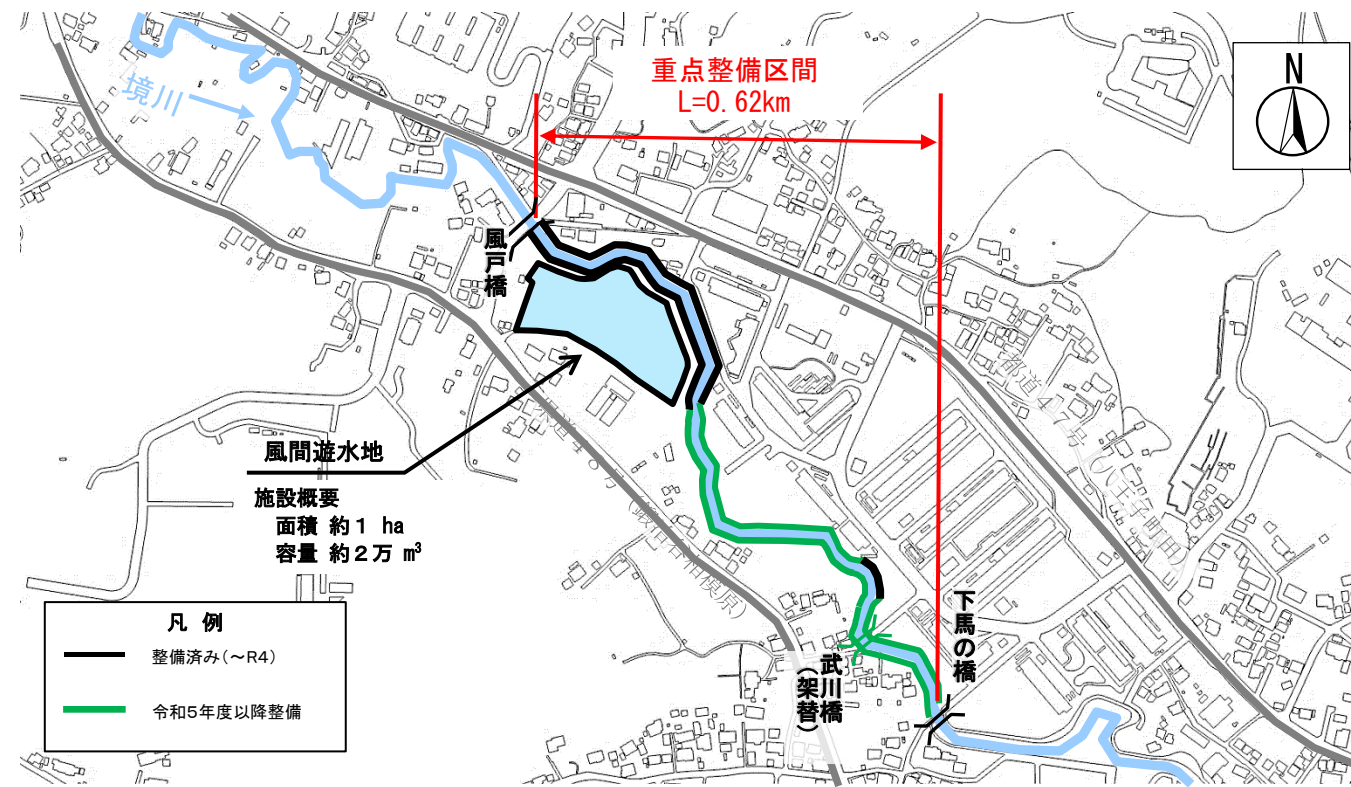 重点整備区間
L=0.62km
N
境川
風戸橋
風間遊水地
施設概要
面積 約1 ha
容量 約2万 m³
凡 例
整備済み(～R4)
令和5年度以降整備
武川橋
(架替)
下馬の橋